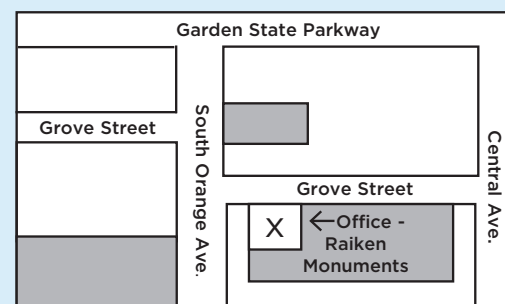 Garden State Parkway
Grove Street
South Orange Ave.
Central Ave.
Grove Street
X
←Office -
Raiken
Monuments